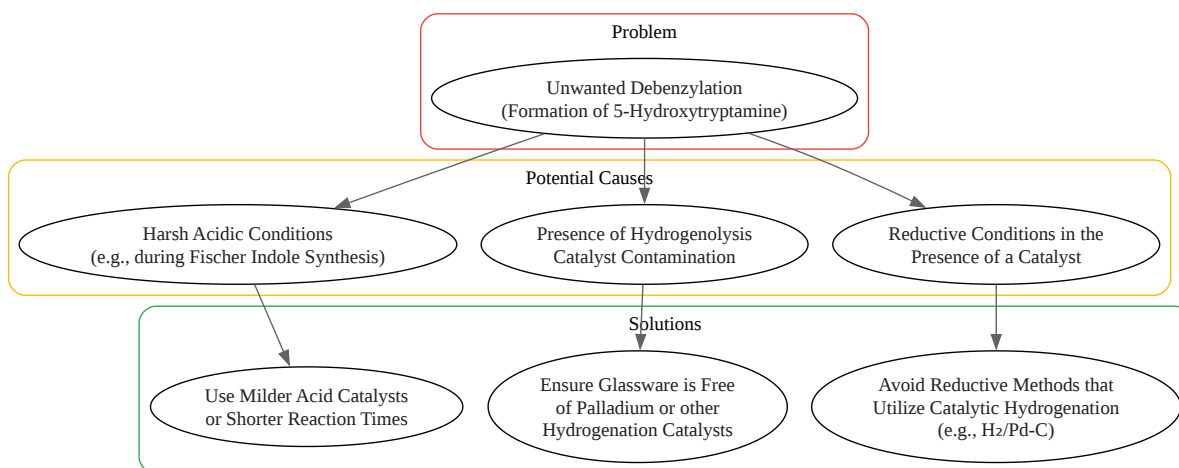 Problem
Unwanted Debenzylation
(Formation of 5-Hydroxytryptamine)
Potential Causes
Harsh Acidic Conditions
(e.g., during Fischer Indole Synthesis)
Presence of Hydrogenolysis
Catalyst Contamination
Reductive Conditions in the
Presence of a Catalyst
Solutions
Use Milder Acid Catalysts
or Shorter Reaction Times
Ensure Glassware is Free
of Palladium or other
Hydrogenation Catalysts
Avoid Reductive Methods that
Utilize Catalytic Hydrogenation
(e.g., H₂/Pd-C)